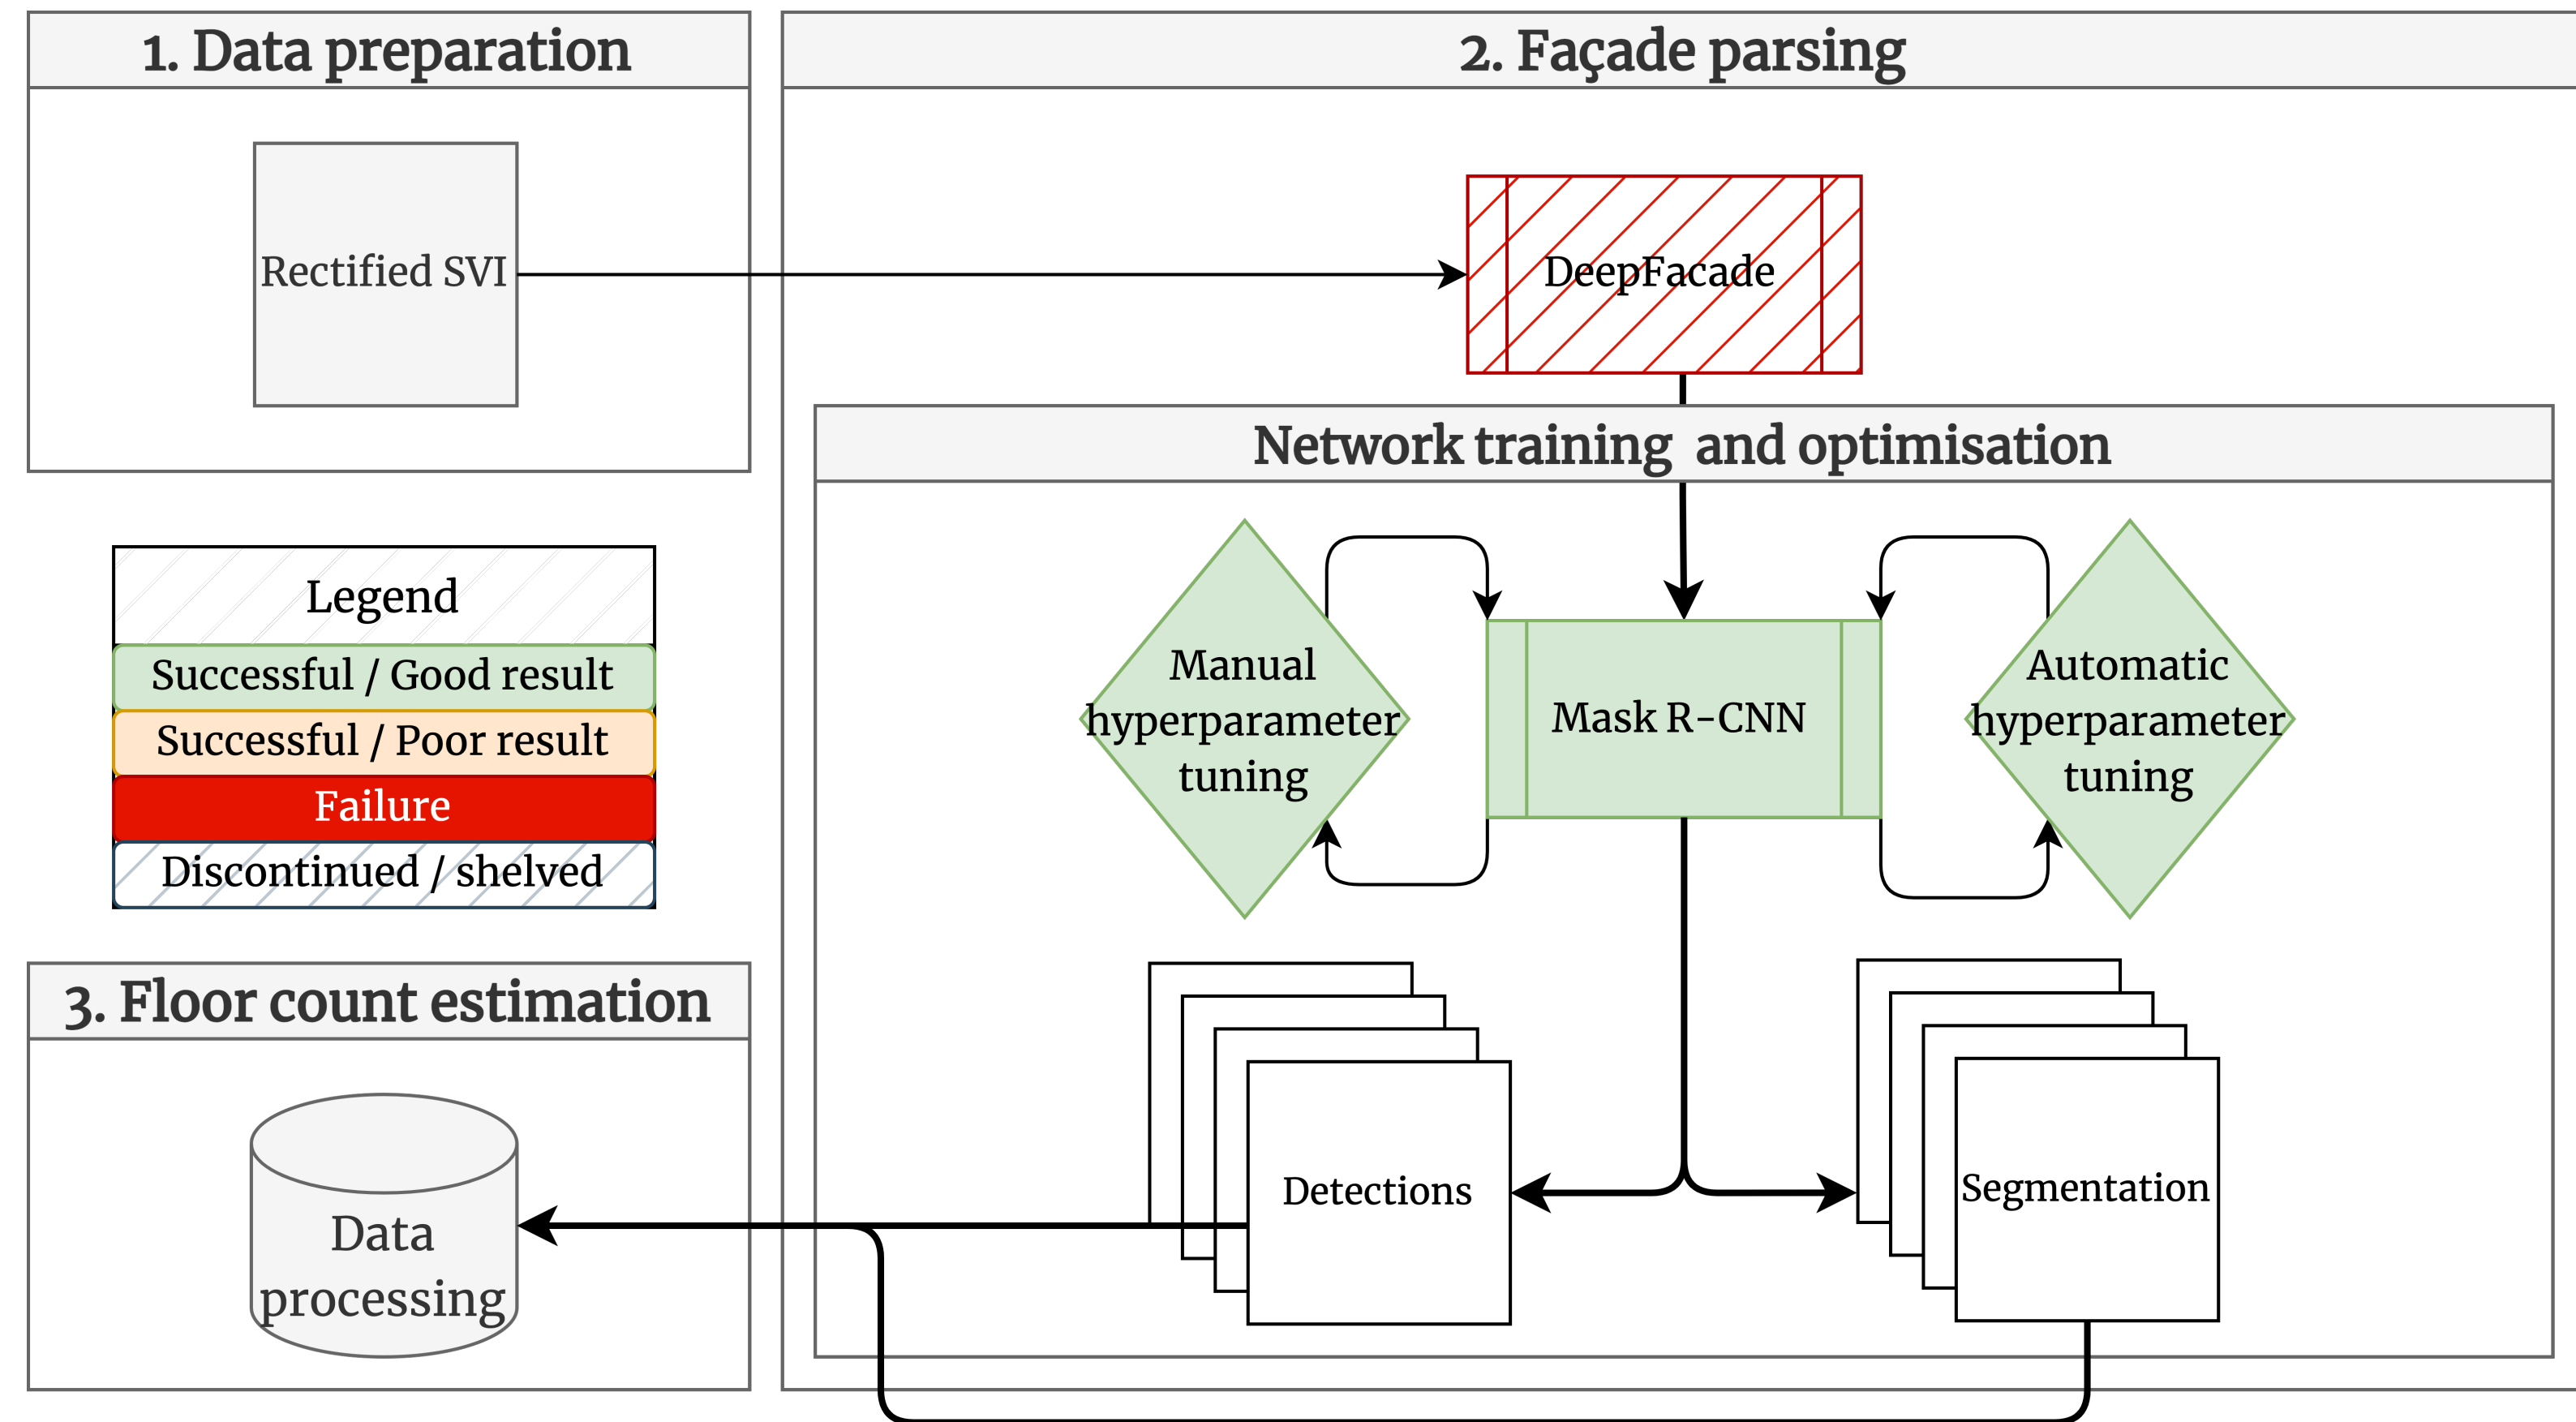 1. Data preparation
Rectified SVI
2. Façade parsing
DeepFacade
Network training  and optimisation
Manual
hyperparameter
tuning
Mask R-CNN
Automatic
hyperparameter
tuning
Detections
Segmentation
Legend
Successful / Good result
Successful / Poor result
Failure
Discontinued / shelved
3. Floor count estimation
Data
processing